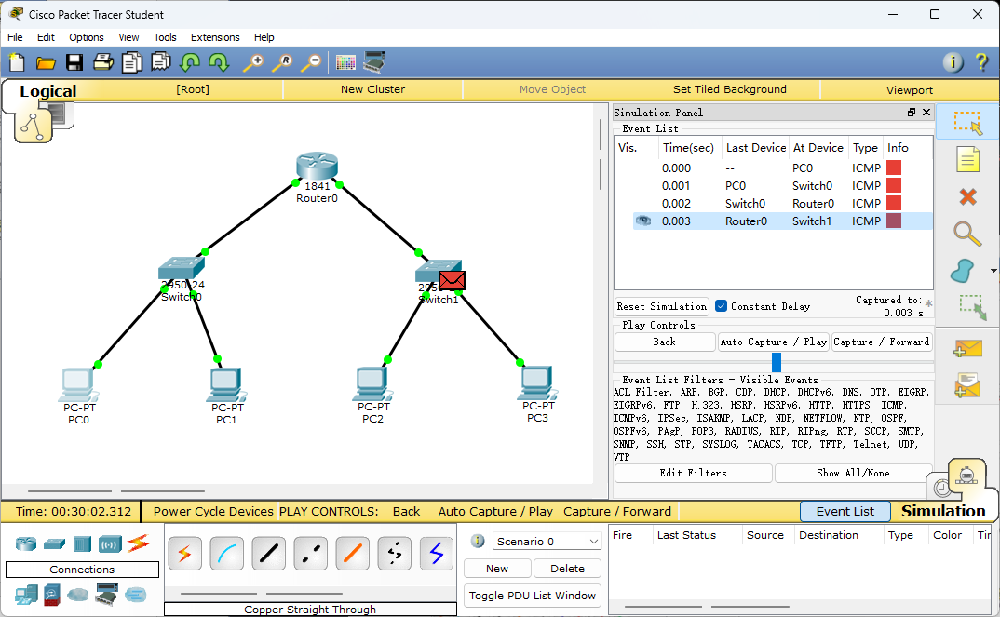 Cisco Packet Tracer Student
File Edit Options View Tools Extensions Help
Logical [Root] New Cluster Move Object Set Tiled Background Viewport
1841
Router0
2950-24
Switch0
Switch1
PC-PT
PC0
PC-PT
PC1
PC-PT
PC2
PC-PT
PC3
Simulation Panel
Event List
Vis. Time(sec) Last Device At Device Type Info
0.000 -- PC0 ICMP
0.001 PC0 Switch0 ICMP
0.002 Switch0 Router0 ICMP
0.003 Router0 Switch1 ICMP
Reset Simulation Constant Delay Captured to: *
0.003 s
Play Controls
Back Auto Capture / Play Capture / Forward
Event List Filters - Visible Events
ACL Filter, ARP, BGP, CDP, DHCP, DHCPv6, DNS, DTP, EIGRP,
EIGRPv6, FTP, H.323, HSRP, HSRPv6, HTTP, HTTPS, ICMP,
ICMPv6, IPSec, ISAKMP, LACP, NDP, NETFLOW, NTP, OSPF,
OSPFv6, PAgP, POP3, RADIUS, RIP, RIPng, RTP, SCCP, SMTP,
SNMP, SSH, STP, SYSLOG, TACACS, TCP, TFTP, Telnet, UDP,
VTP
Edit Filters Show All/None
Time: 00:30:02.312 Power Cycle Devices PLAY CONTROLS: Back Auto Capture / Play Capture / Forward Event List Simulation
Connections
Copper Straight-Through
Scenario 0
New Delete
Toggle PDU List Window
Fire Last Status Source Destination Type Color